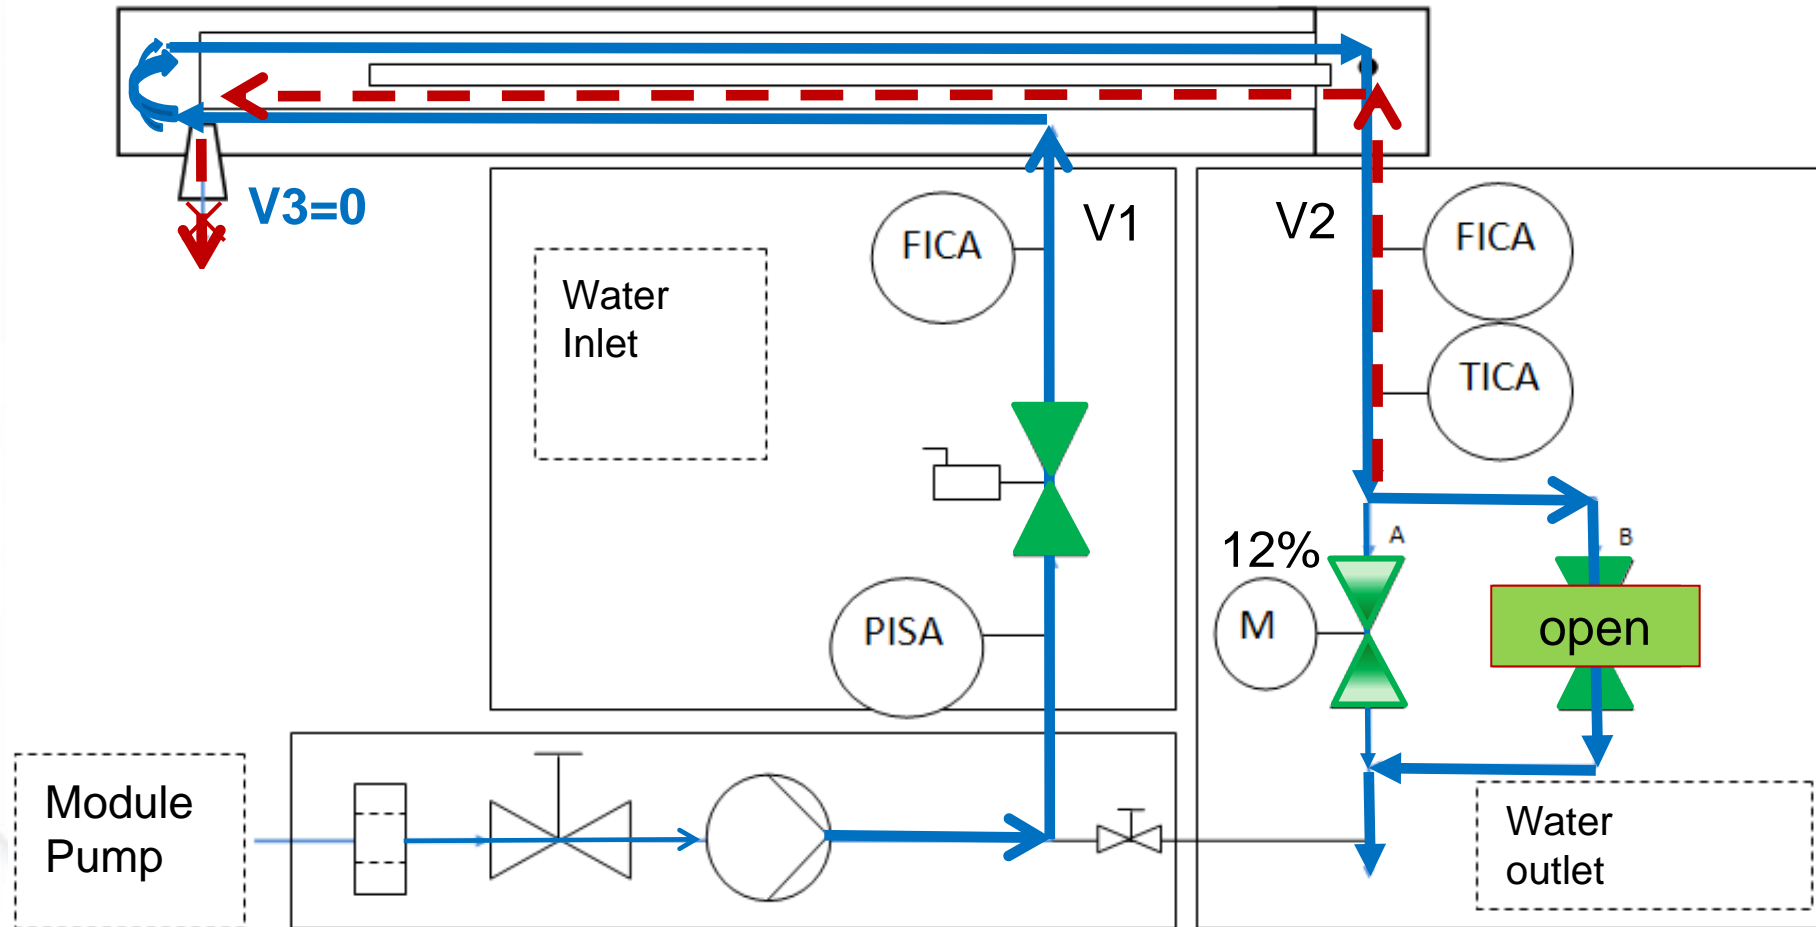 V3=0
FICA
V1
V2
FICA
Water
Inlet
TICA
12%
A
B
PISA
M
open
Module
Pump
Water
outlet